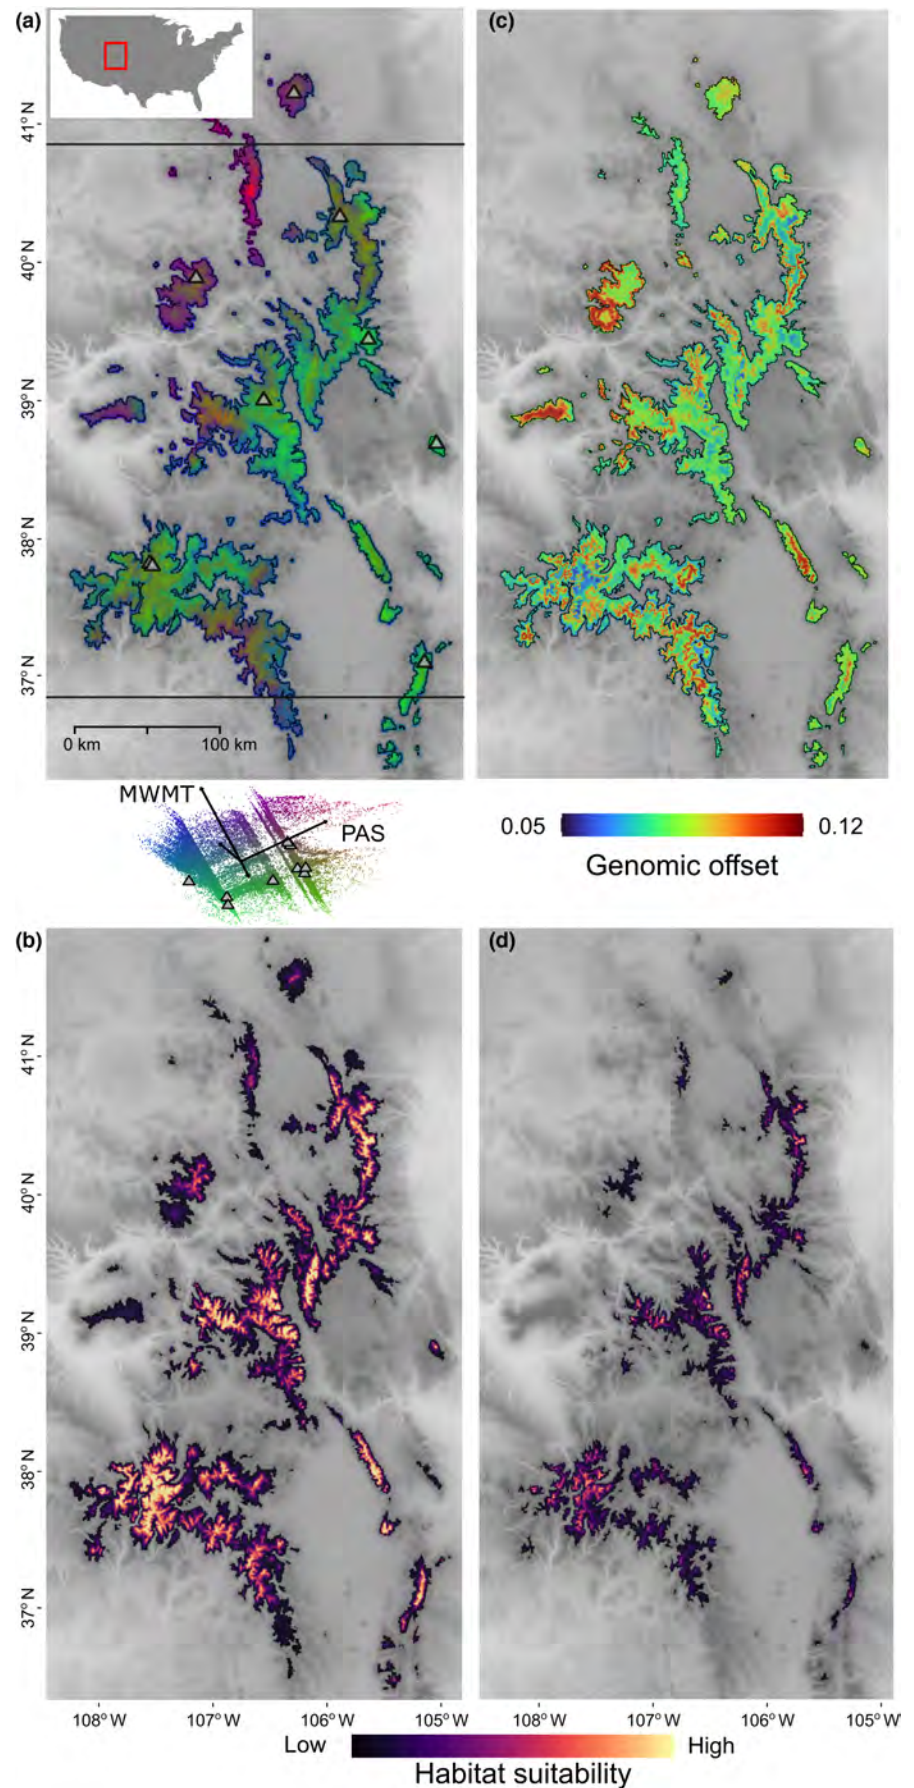 (a)
(c)
41° N
40° N
39° N
38° N
37° N
0 km 100 km
MWMT
PAS
0.05 0.12
Genomic offset
(b)
(d)
41° N
40° N
39° N
38° N
37° N
108° W 107° W 106° W 105° W 108° W 107° W 106° W 105° W
Low High
Habitat suitability